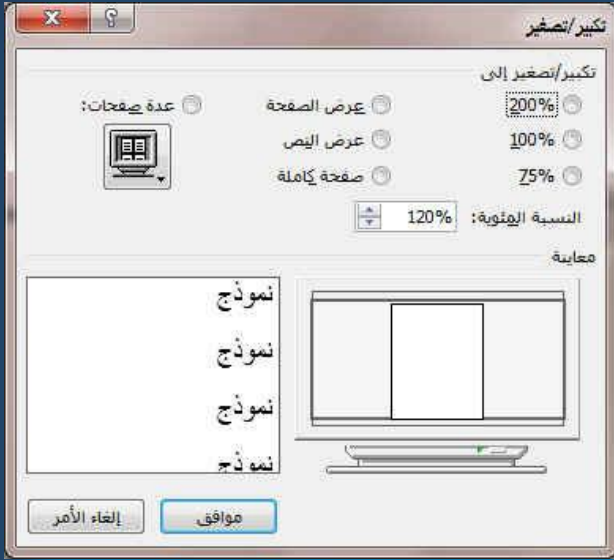 تكبير/تصغير
تكبير/تصغير إلى
200% عرض الصفحة عدة صفحات:
100% عرض النص
75% صفحة كاملة
النسبة المئوية: 120%
معاينة
نموذج
نموذج
نموذج
نموذج
موافق إلغاء الأمر